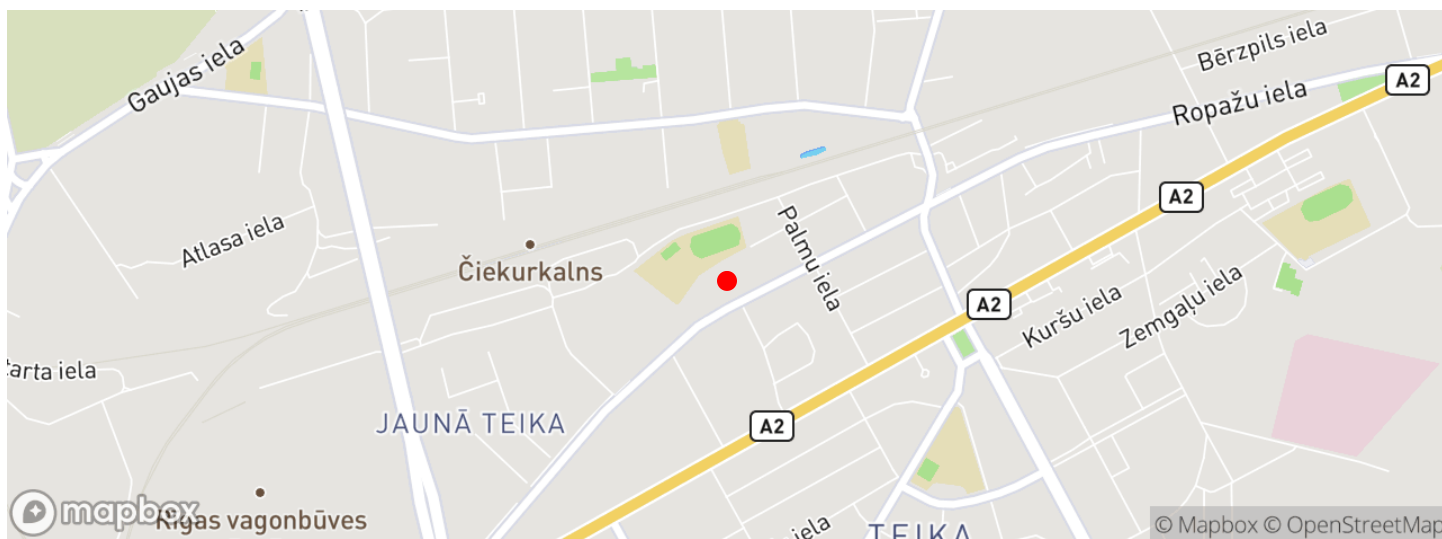 Bērzpils iela
Gaujas iela
A2
Ropažu iela
A2
Atlasa iela
Palmu iela
Čiekurkalns
A2
Kuršu iela
Zemgaļu iela
tarta iela
JAUNĀ TEIKA
A2
mapbox
Rīgas vagonbūves
iela
TEIKA
© Mapbox © OpenStreetMap